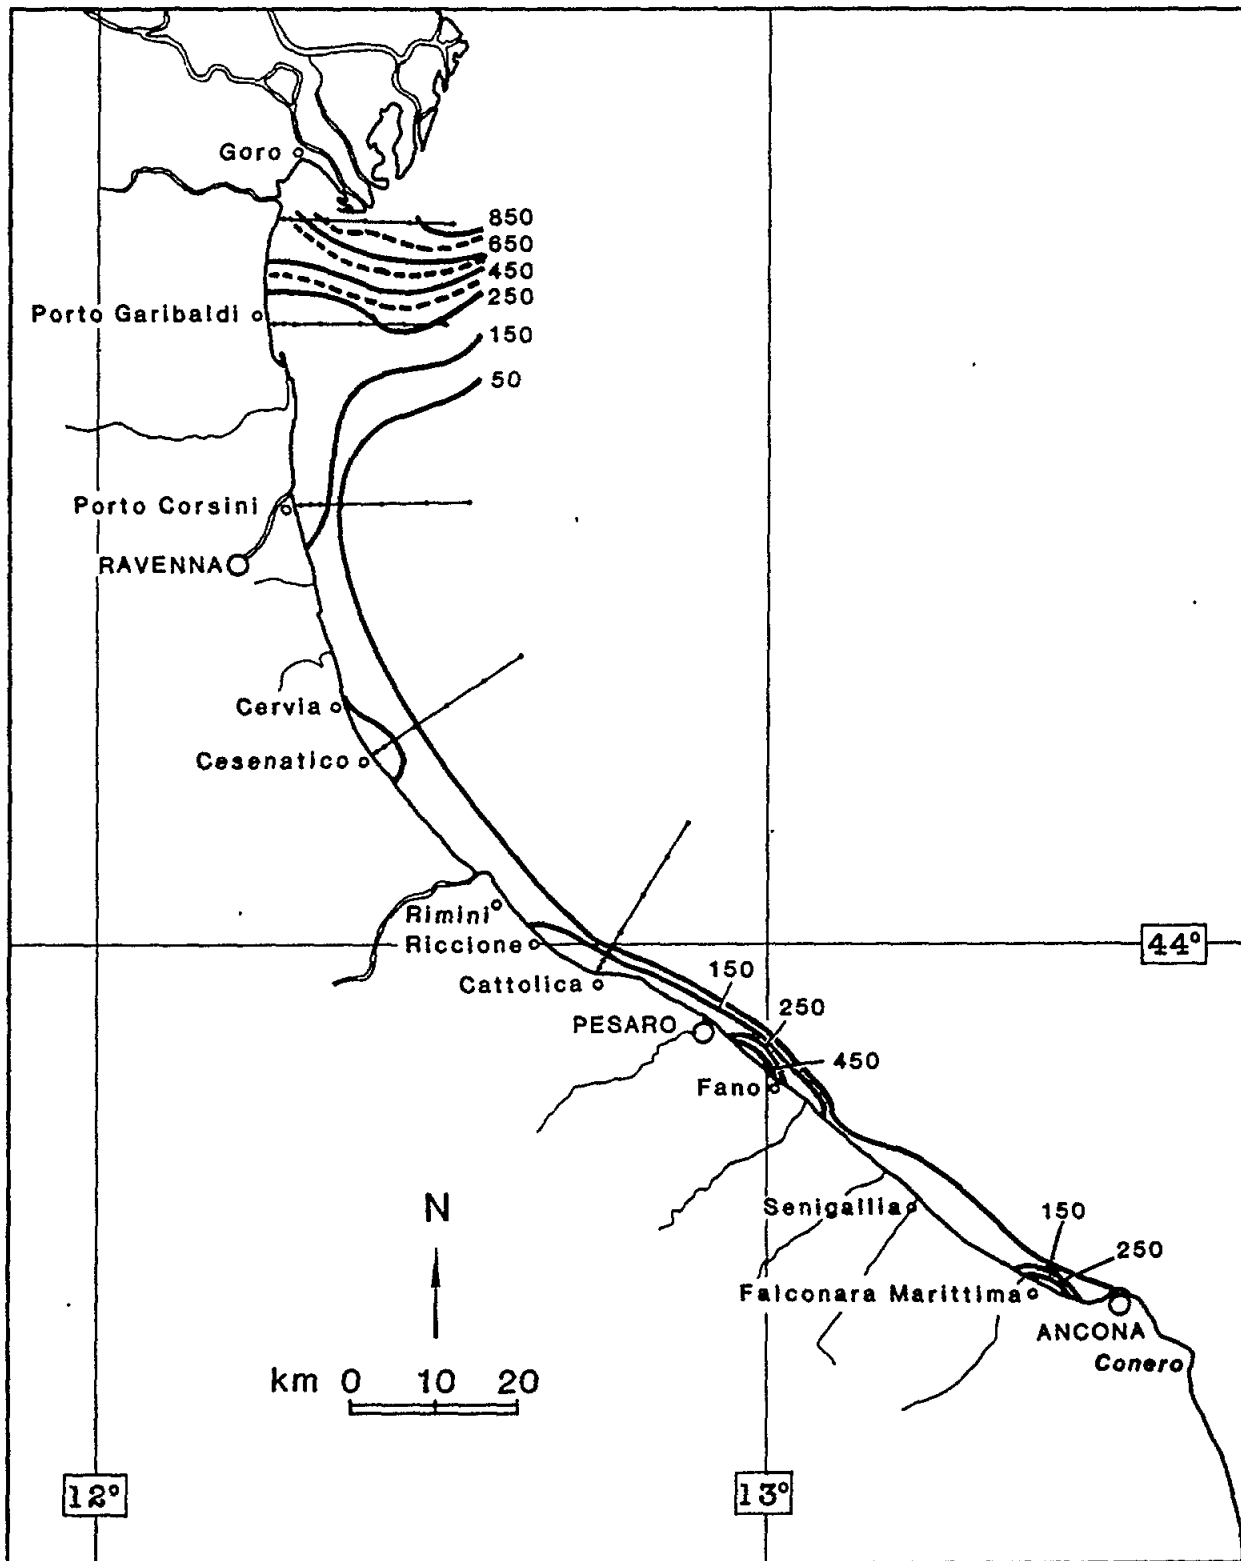 Goro
850
650
450
250
Porto Garibaldi
150
50
Porto Corsini
RAVENNA
Cervia
Cesenatico
Rimini
Riccione
44°
Cattolica
150
PESARO
250
450
Fano
N
Senigallia
150
250
Falconara Marittima
ANCONA
Conero
km 0 10 20
12°
13°